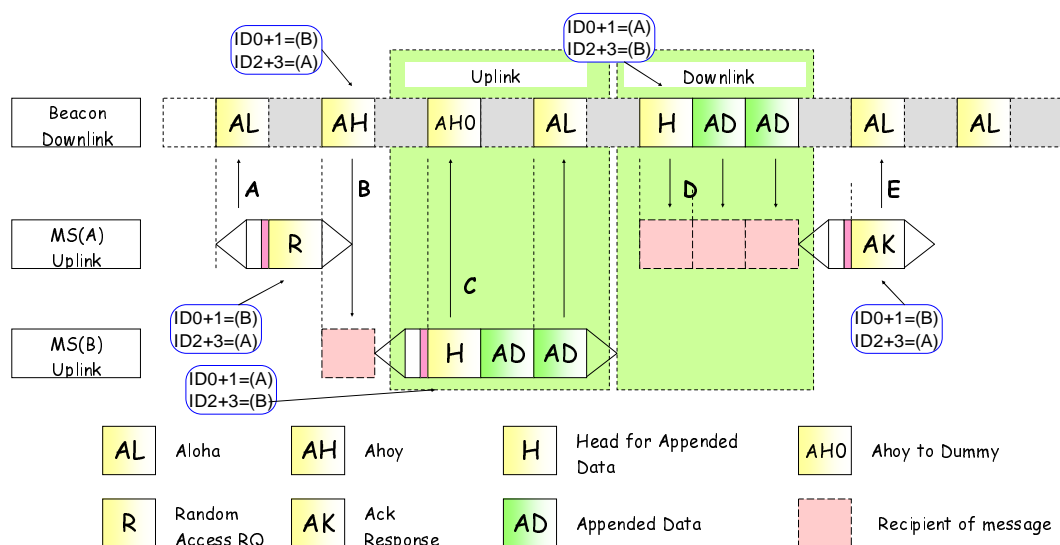 ID0+1=(B)
ID2+3=(A)
ID0+1=(A)
ID2+3=(B)
Uplink
Downlink
Beacon
Downlink
AL
AH
AH0
AL
H
AD
AD
AL
AL
A
B
D
E
MS(A)
Uplink
R
AK
C
ID0+1=(B)
ID2+3=(A)
ID0+1=(B)
ID2+3=(A)
MS(B)
Uplink
H
AD
AD
ID0+1=(A)
ID2+3=(B)
AL
Aloha
AH
Ahoy
H
Head for Appended
Data
AH0
Ahoy to Dummy
R
Random
Access RQ
AK
Ack
Response
AD
Appended Data
Recipient of message